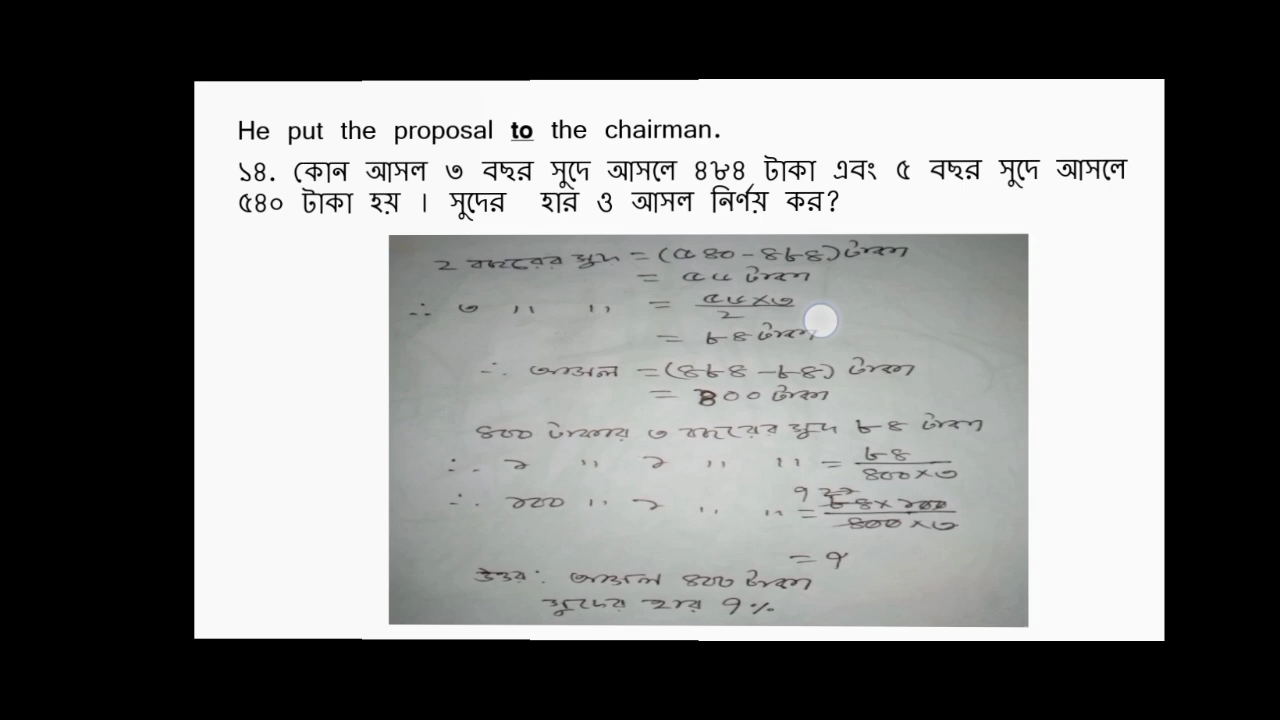 He put the proposal to the chairman.
১৪. কোন আসল ৩ বছর সুদে আসলে ৪৮৪ টাকা এবং ৫ বছর সুদে আসলে
৫৪০ টাকা হয় । সুদের হার ও আসল নির্ণয় কর?
২ বছরের সুদ = (৫৪০ - ৪৮৪) টাকা
= ৫৬ টাকা
∴ ৩ ,, ,, = ৫৬×৩
২
= ৮৪ টাকা
∴ আসল = (৪৮৪ - ৮৪) টাকা
= ৪০০ টাকা
৪০০ টাকার ৩ বছরের সুদ ৮৪ টাকা
∴ ১ ,, ১ ,, ,, = ৮৪
৪০০×৩
∴ ১০০ ,, ১ ,, ,, = ৮৪×১০০
৪০০×৩
= ৭
উত্তর: আসল ৪০০ টাকা
সুদের হার ৭%